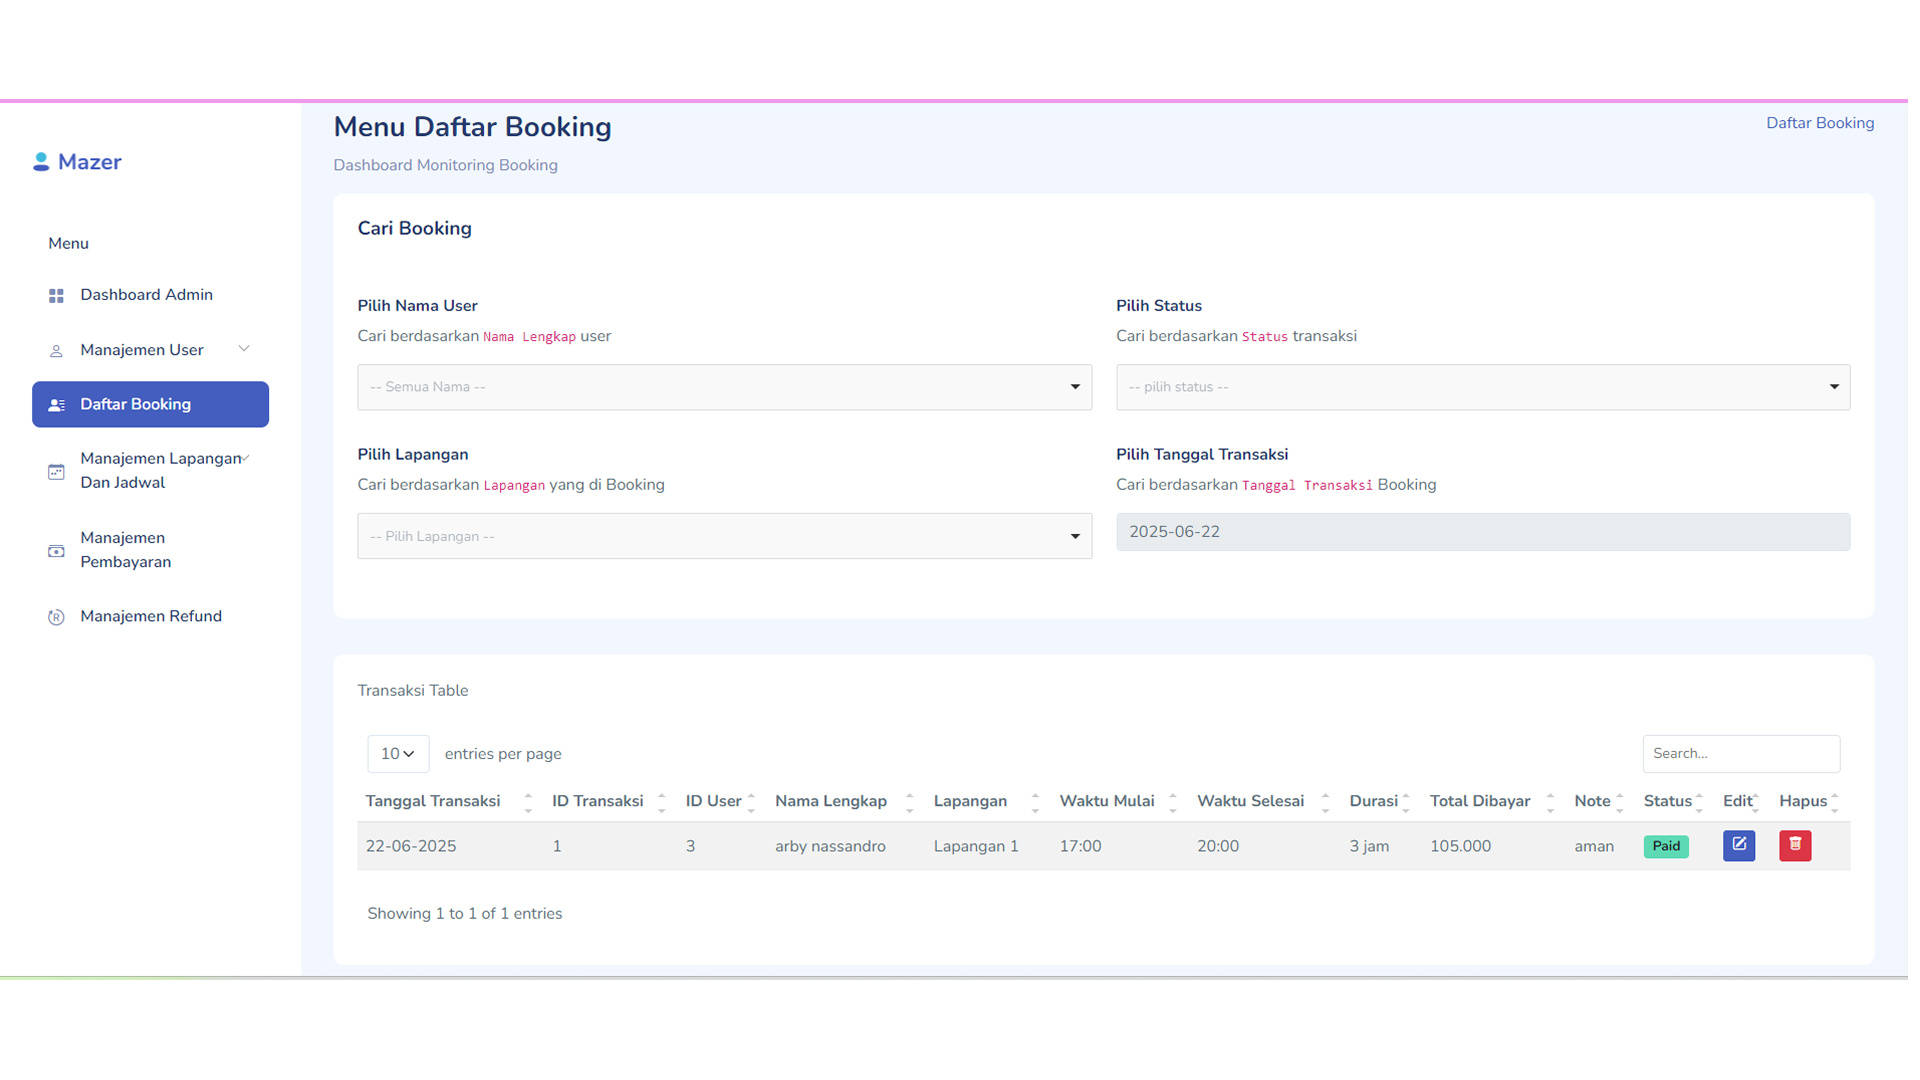 Menu Daftar Booking
Daftar Booking
Dashboard Monitoring Booking
Mazer
Menu
Dashboard Admin
Manajemen User
Daftar Booking
Manajemen Lapangan
Dan Jadwal
Manajemen
Pembayaran
Manajemen Refund
Cari Booking
Pilih Nama User
Cari berdasarkan Nama Lengkap user
-- Semua Nama --
Pilih Status
Cari berdasarkan Status transaksi
-- pilih status --
Pilih Lapangan
Cari berdasarkan Lapangan yang di Booking
-- Pilih Lapangan --
Pilih Tanggal Transaksi
Cari berdasarkan Tanggal Transaksi Booking
2025-06-22
Transaksi Table
10 entries per page
Search...
Tanggal Transaksi ID Transaksi ID User Nama Lengkap Lapangan Waktu Mulai Waktu Selesai Durasi Total Dibayar Note Status Edit Hapus
22-06-2025 1 3 arby nassandro Lapangan 1 17:00 20:00 3 jam 105.000 aman Paid
Showing 1 to 1 of 1 entries